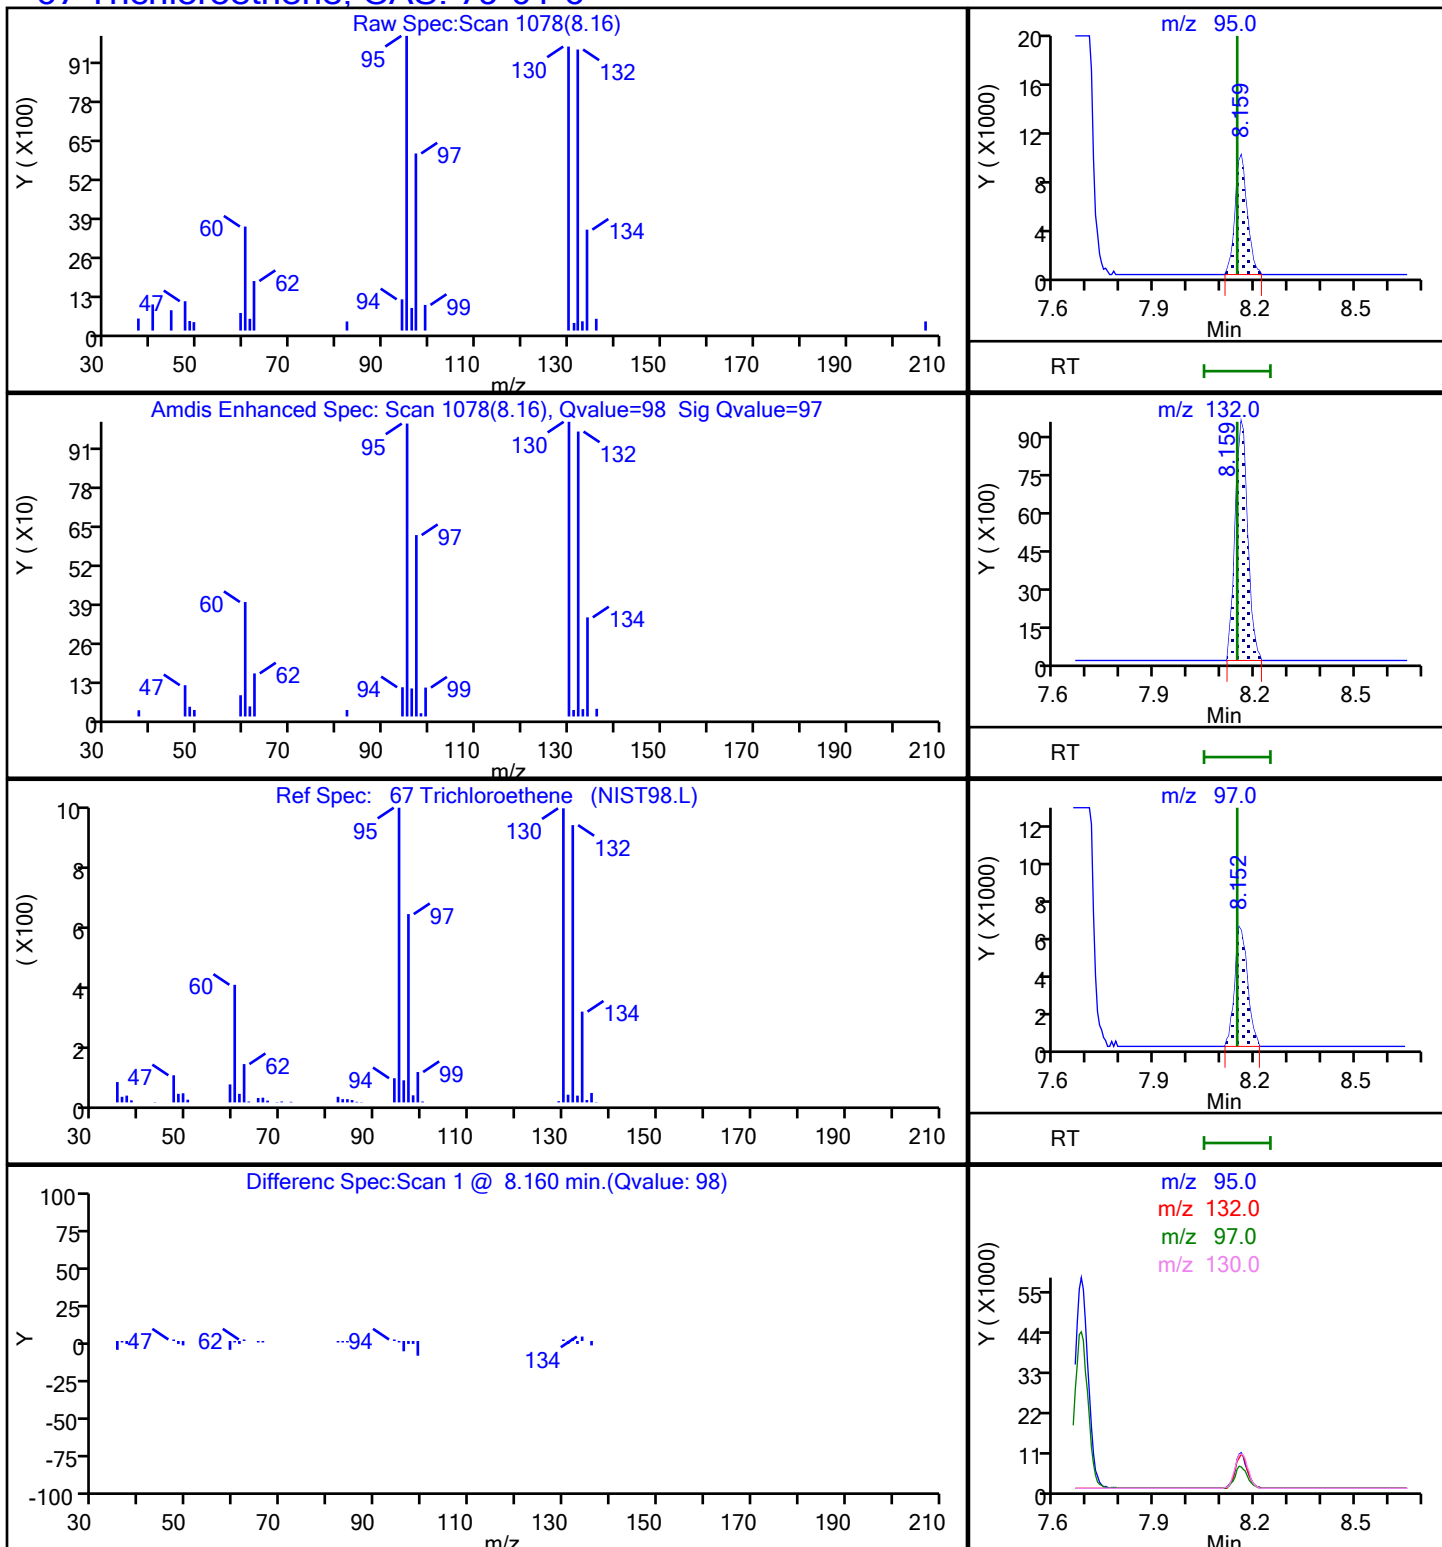 67 Trichloroethene, CAS: 79-01-6
Raw Spec:Scan 1078(8.16)
Y ( X100)
91
78
65
52
39
26
13
0
95
130
132
97
60
134
62
47
94
99
30 50 70 90 110 130 150 170 190 210
m/z
m/z 95.0
Y ( X1000)
20
16
12
8
4
0
8.159
7.6 7.9 8.2 8.5
Min
RT
Amdis Enhanced Spec: Scan 1078(8.16), Qvalue=98 Sig Qvalue=97
Y ( X10)
91
78
65
52
39
26
13
0
95
130
132
97
60
134
62
47
94
99
30 50 70 90 110 130 150 170 190 210
m/z
m/z 132.0
Y ( X100)
90
75
60
45
30
15
0
8.159
7.6 7.9 8.2 8.5
Min
RT
Ref Spec: 67 Trichloroethene (NIST98.L)
( X100)
10
8
6
4
2
0
95
130
132
97
60
134
62
47
94
99
30 50 70 90 110 130 150 170 190 210
m/z 97.0
Y ( X1000)
12
10
8
6
4
2
0
8.152
7.6 7.9 8.2 8.5
Min
RT
Differenc Spec:Scan 1 @ 8.160 min.(Qvalue: 98)
Y
100
75
50
25
0
-25
-50
-75
-100
47
62
94
134
30 50 70 90 110 130 150 170 190 210
m/z
m/z 95.0
m/z 132.0
m/z 97.0
m/z 130.0
Y ( X1000)
55
44
33
22
11
0
7.6 7.9 8.2 8.5
Min